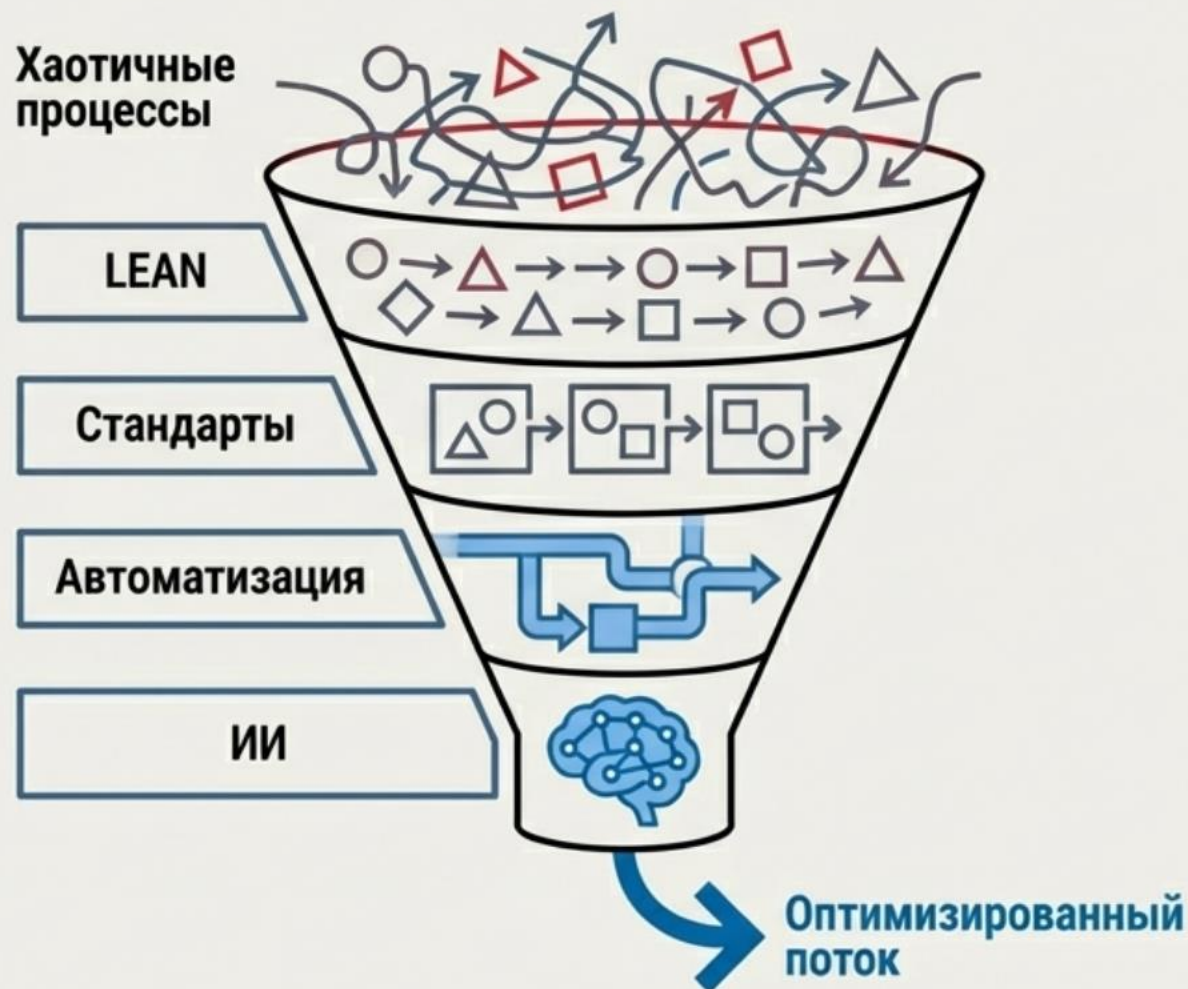 Хаотичные
процессы
LEAN
Стандарты
Автоматизация
ИИ
Оптимизированный
поток